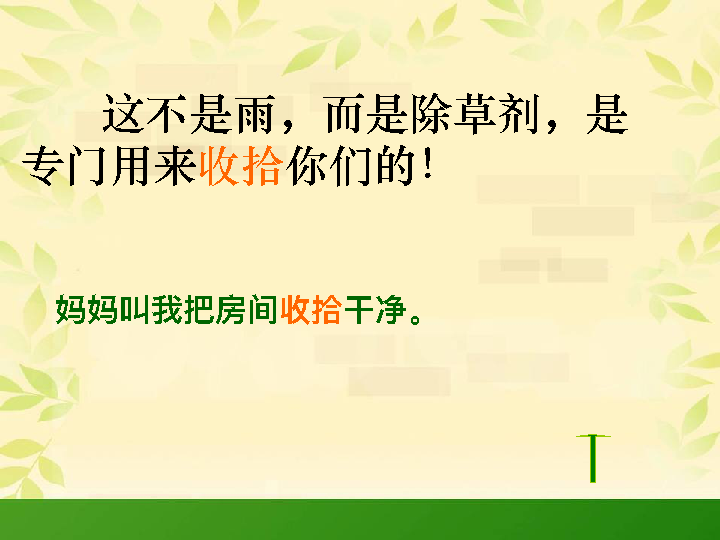 这不是雨，而是除草剂，是
专门用来收拾你们的！
妈妈叫我把房间收拾干净。